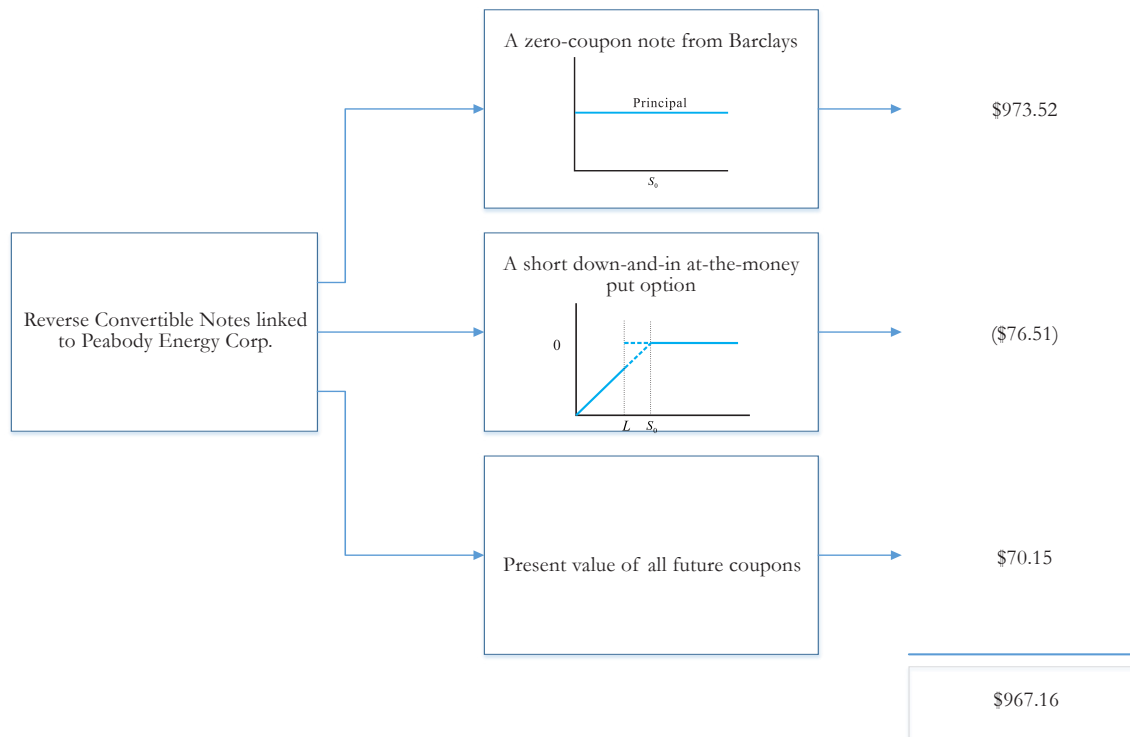 A zero-coupon note from Barclays
Principal
S₀
$973.52
Reverse Convertible Notes linked
to Peabody Energy Corp.
A short down-and-in at-the-money
put option
0
L S₀
($76.51)
Present value of all future coupons
$70.15
$967.16